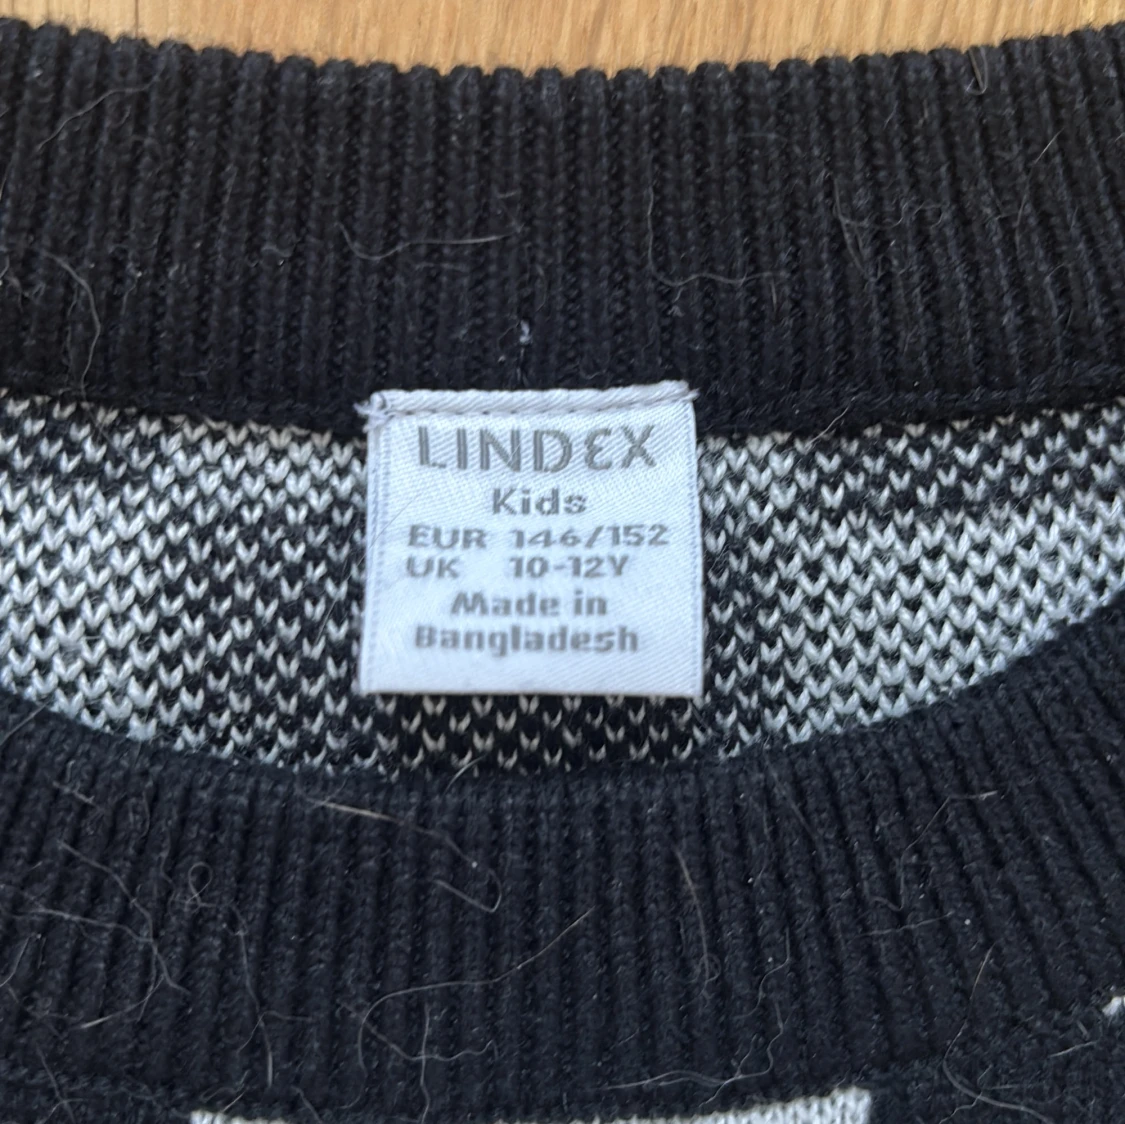 LINDEX
Kids
EUR 146/152
UK 10-12Y
Made in
Bangladesh